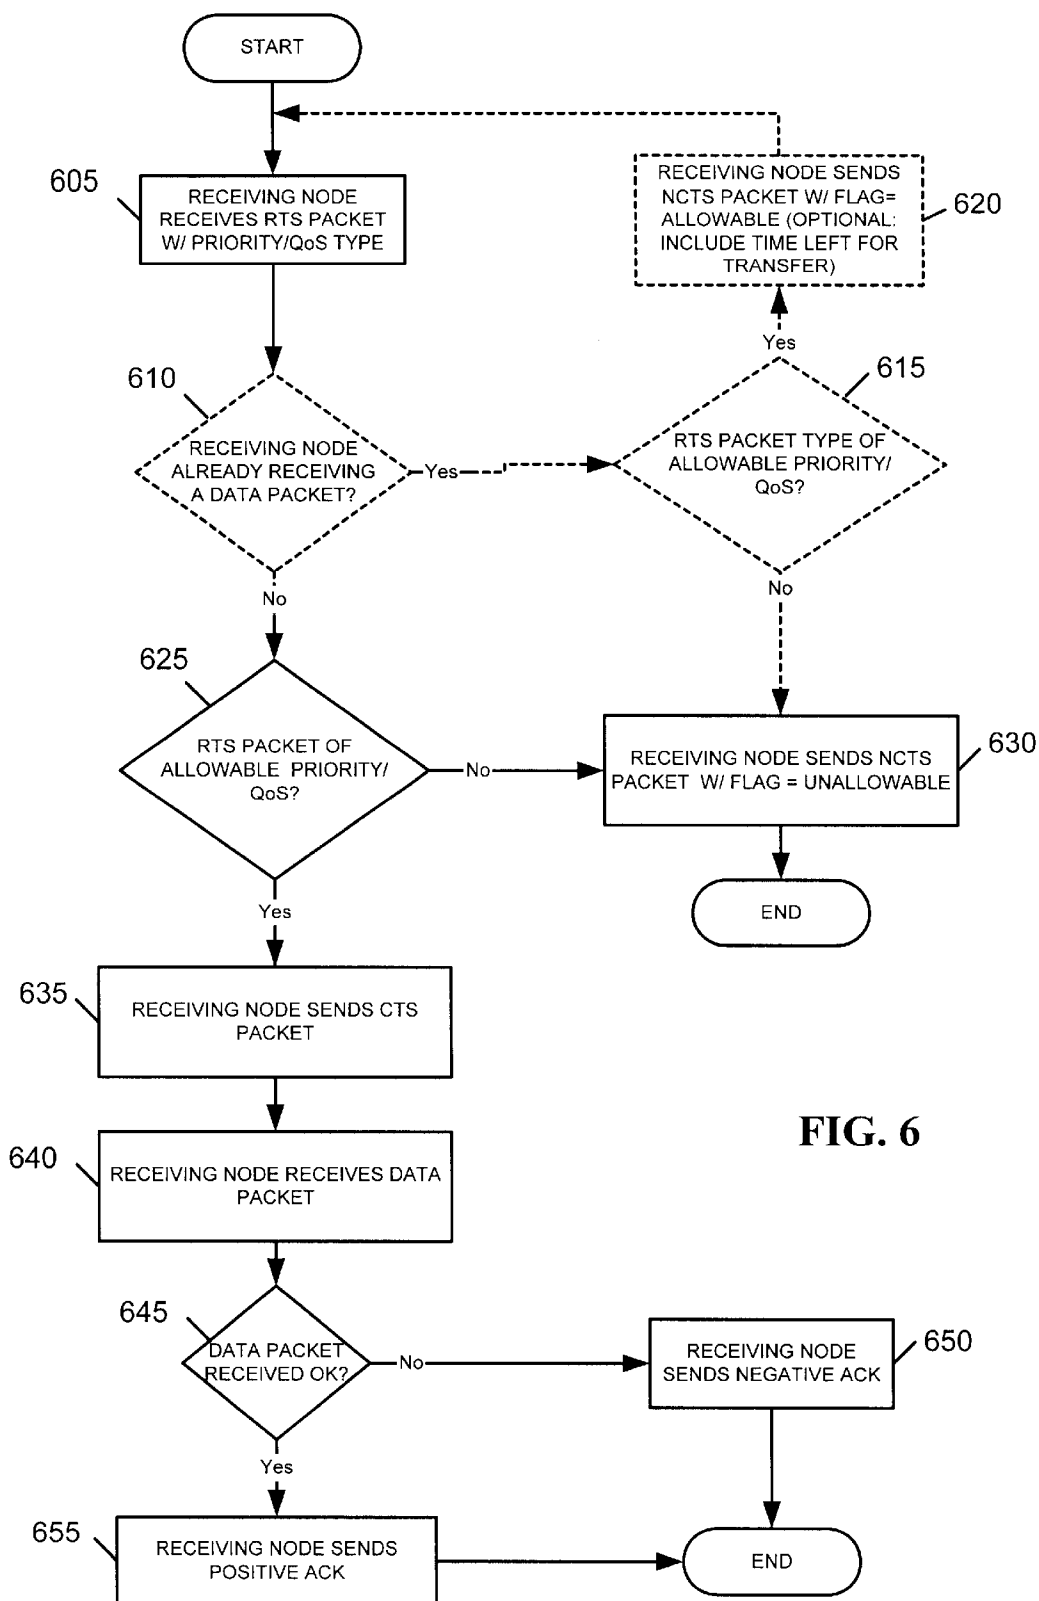 START
605
RECEIVING NODE
RECEIVES RTS PACKET
W/ PRIORITY/QoS TYPE
RECEIVING NODE SENDS
NCTS PACKET W/ FLAG=
ALLOWABLE (OPTIONAL:
INCLUDE TIME LEFT FOR
TRANSFER)
620
Yes
610
RECEIVING NODE
ALREADY RECEIVING
A DATA PACKET?
Yes
615
RTS PACKET TYPE OF
ALLOWABLE PRIORITY/
QoS?
No
No
625
RTS PACKET OF
ALLOWABLE PRIORITY/
QoS?
No
RECEIVING NODE SENDS NCTS
PACKET W/ FLAG = UNALLOWABLE
630
END
Yes
635
RECEIVING NODE SENDS CTS
PACKET
FIG. 6
640
RECEIVING NODE RECEIVES DATA
PACKET
645
DATA PACKET
RECEIVED OK?
No
RECEIVING NODE
SENDS NEGATIVE ACK
650
Yes
655
RECEIVING NODE SENDS
POSITIVE ACK
END